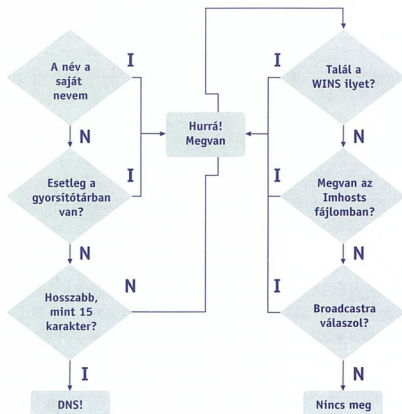 A név a
saját
nevem
I
N
Esetleg a
gyorsítótárban
van?
I
N
Hosszabb,
mint 15
karakter?
N
I
DNS!
Hurrá!
Megvan
Talál a
WINS ilyet?
I
N
Megvan az
lmhosts
fájlomban?
I
N
Broadcastra
válaszol?
I
N
Nincs meg